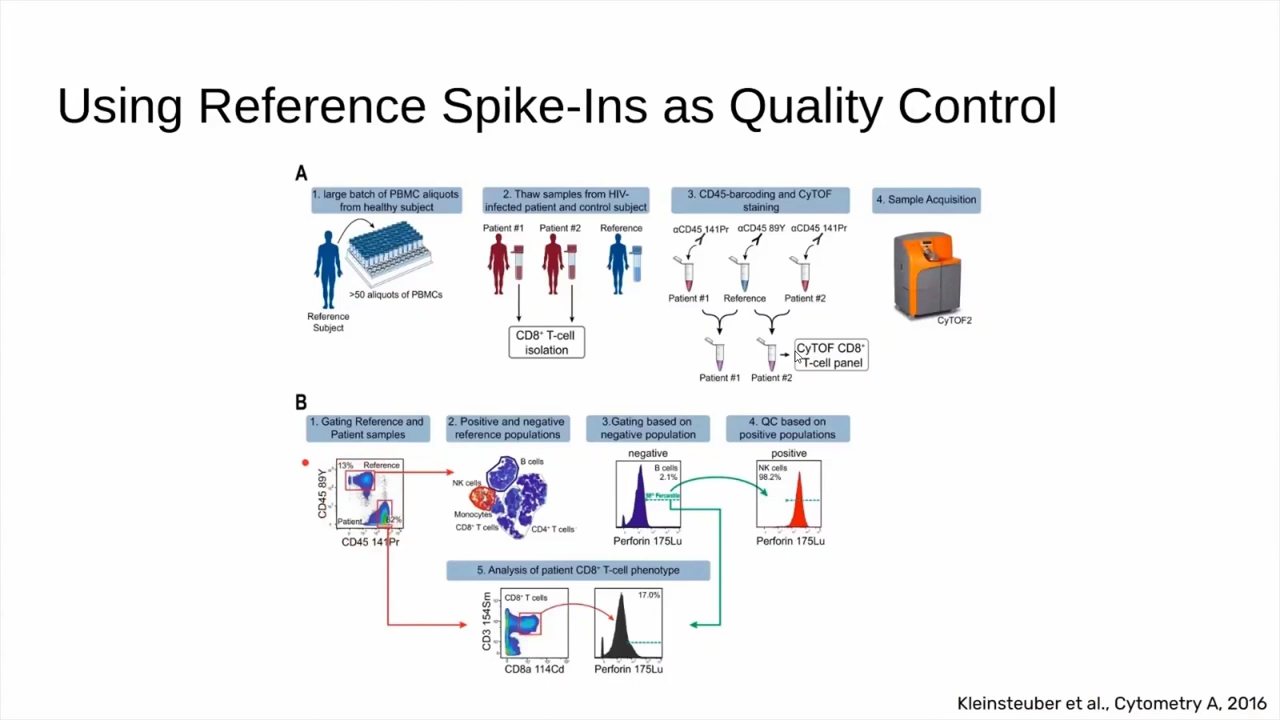 Using Reference Spike-Ins as Quality Control
A
1. large batch of PBMC aliquots
from healthy subject
2. Thaw samples from HIV-
infected patient and control subject
3. CD45-barcoding and CyTOF
staining
4. Sample Acquisition
Patient #1
Patient #2
Reference
αCD45 141Pr
αCD45 89Y
αCD45 141Pr
>50 aliquots of PBMCs
Patient #1
Reference
Patient #2
Reference
Subject
CyTOF2
CD8⁺ T-cell
isolation
CyTOF CD8⁺
T-cell panel
Patient #1
Patient #2
B
1. Gating Reference and
Patient samples
2. Positive and negative
reference populations
3.Gating based on
negative population
4. QC based on
positive populations
negative
positive
13%
Reference
CD45 89Y
Patient
62%
CD45 141Pr
B cells
NK cells
Monocytes
CD8⁺ T cells
CD4⁺ T cells
B cells
2.1%
98ᵗʰ Percentile
Perforin 175Lu
NK cells
98.2%
Perforin 175Lu
5. Analysis of patient CD8⁺ T-cell phenotype
CD3 154Sm
CD8⁺ T cells
CD8a 114Cd
17.0%
Perforin 175Lu
Kleinsteuber et al., Cytometry A, 2016